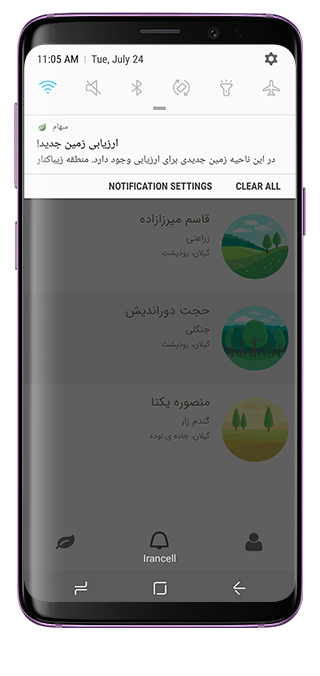 11:05 AM | Tue, July 24
سهام
ارزیابی زمین جدید!
در این ناحیه زمین جدیدی برای ارزیابی وجود دارد. منطقه زیباکنار
NOTIFICATION SETTINGS CLEAR ALL
قاسم میرزازاده
زراعتی
گیلان، رودپشت
حجت دوراندیش
جنگلی
گیلان، رودپشت
منصوره یکتا
گندم زار
گیلان، جاده ی نوده
Irancell